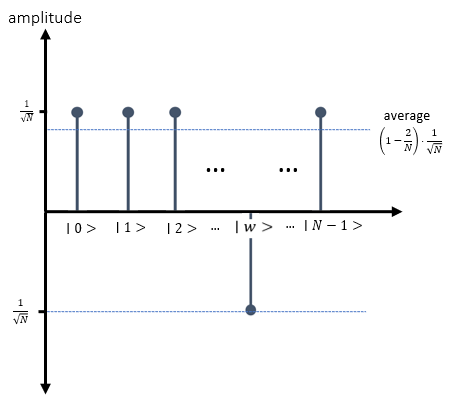 amplitude
1/√N
average
(1 − 2/N) · 1/√N
... ...
| 0 > | 1 > | 2 > ... | w > ... | N − 1 >
1/√N